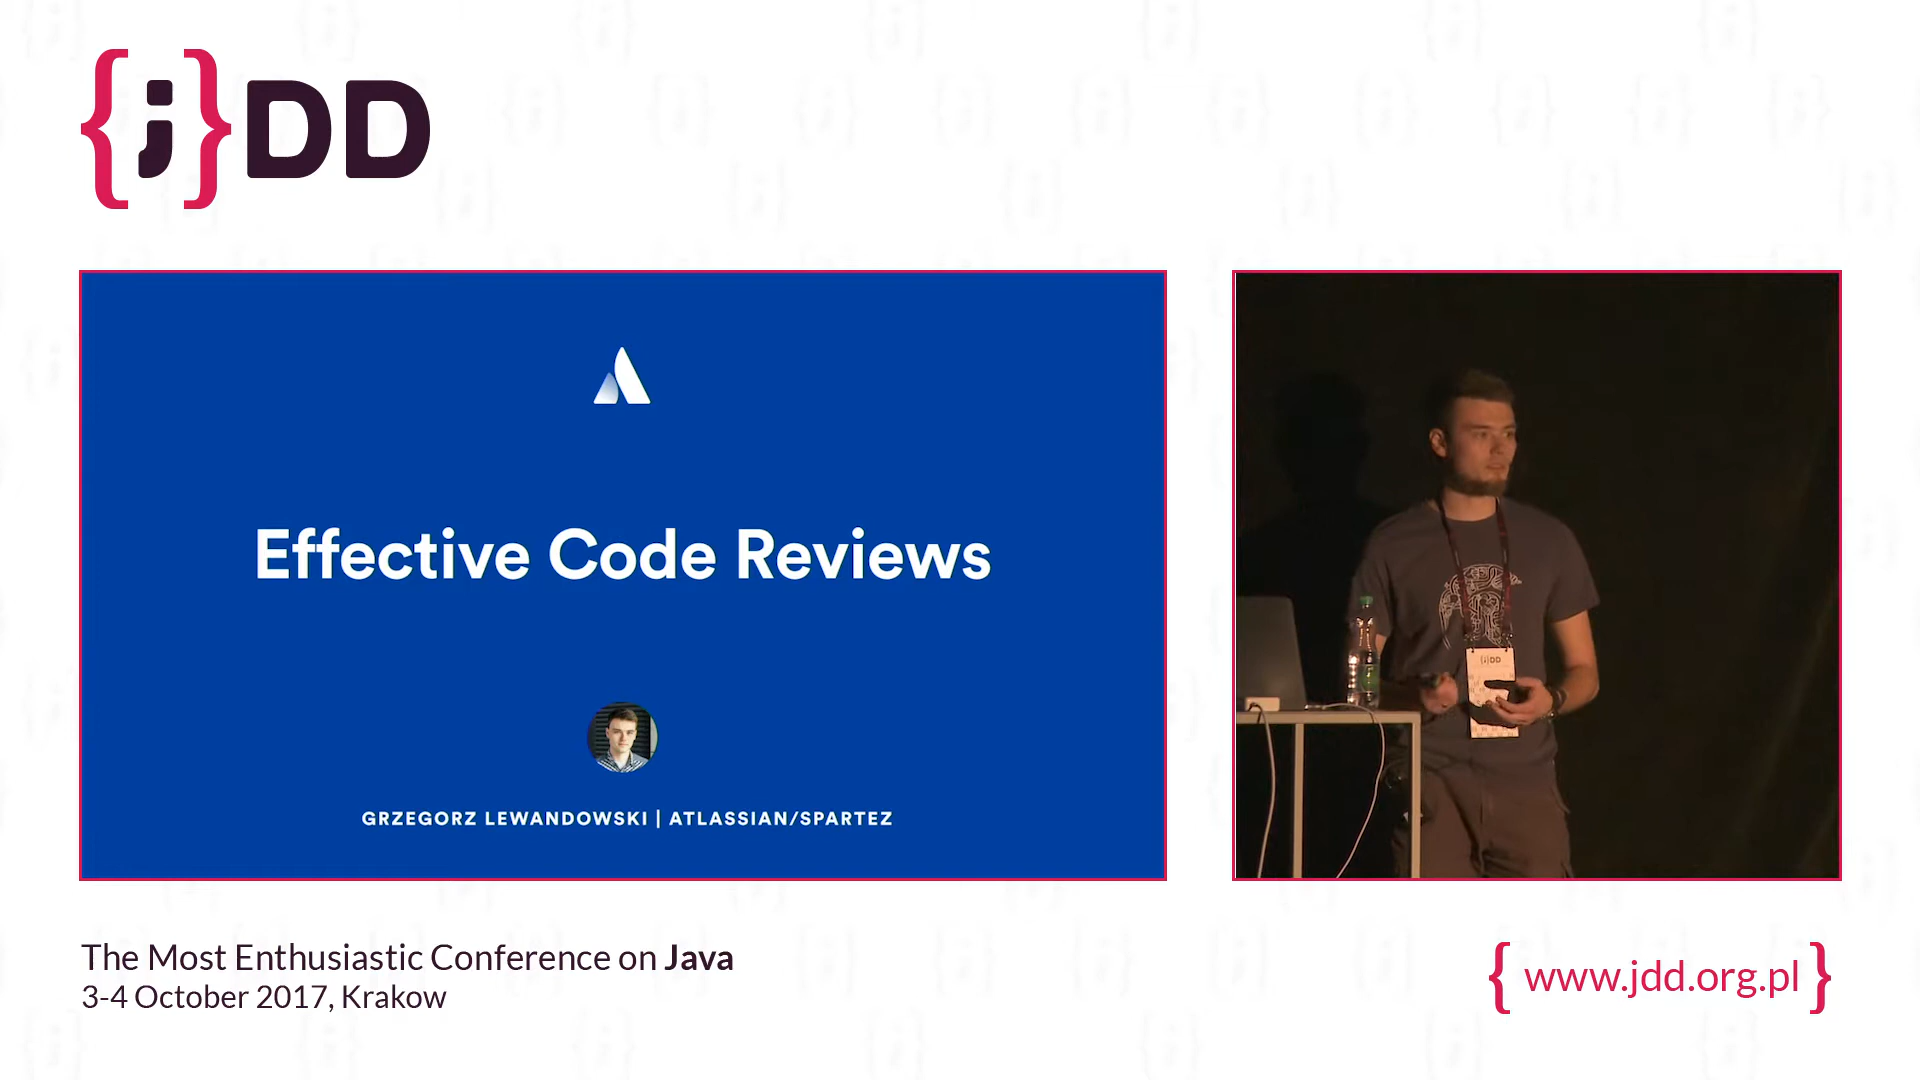 {;}DD
Effective Code Reviews
GRZEGORZ LEWANDOWSKI | ATLASSIAN/SPARTEZ
{j}DD
The Most Enthusiastic Conference on Java
3-4 October 2017, Krakow
{ www.jdd.org.pl }